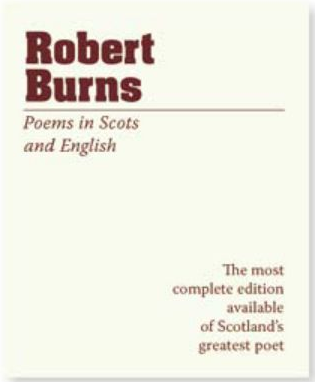 Robert
Burns
Poems in Scots
and English
The most
complete edition
available
of Scotland's
greatest poet